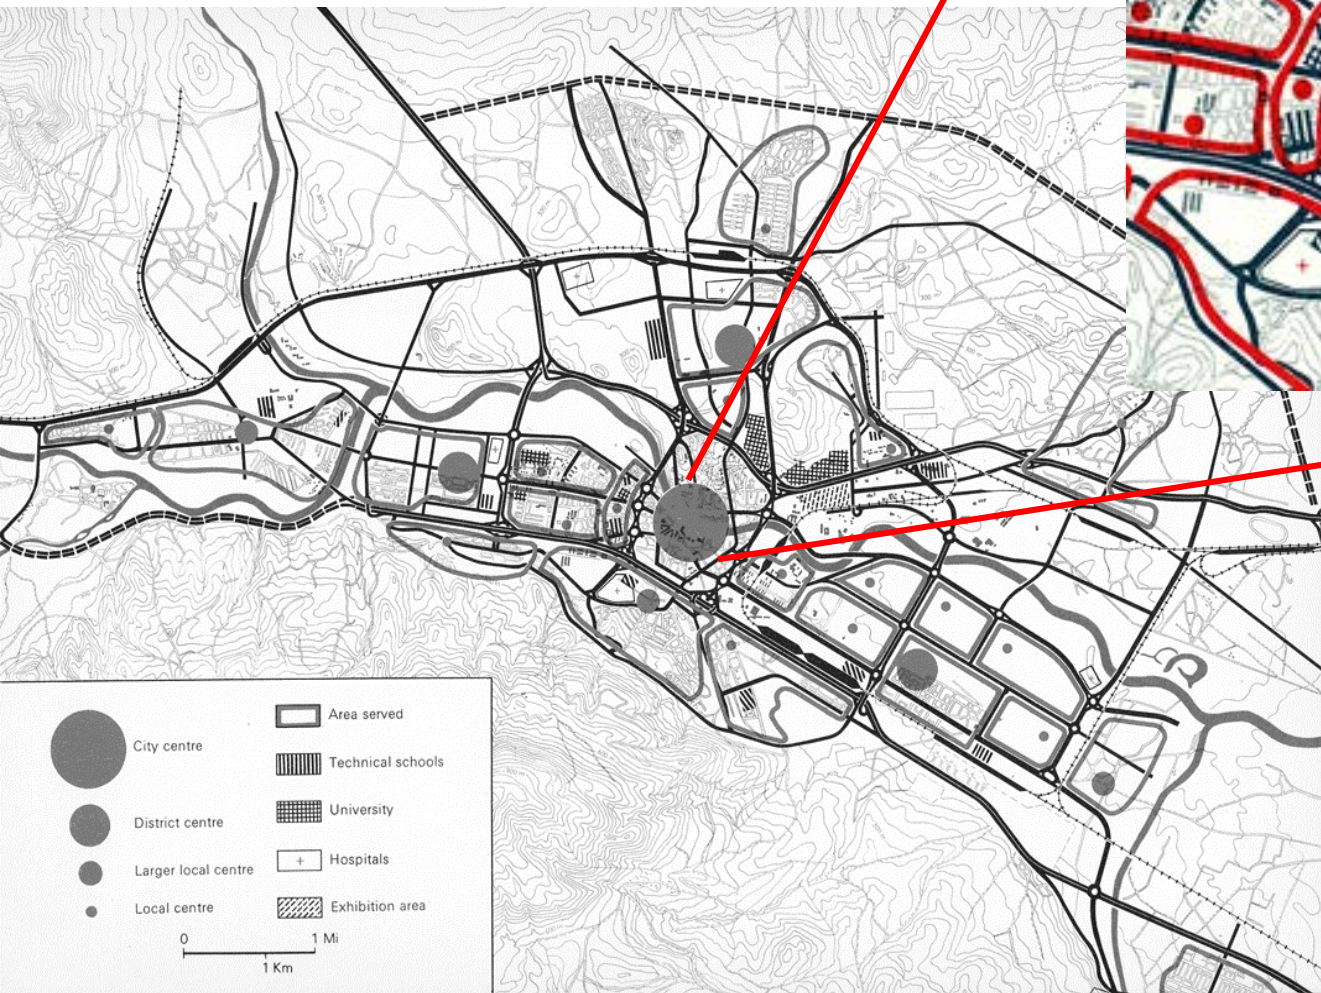 City centre
District centre
Larger local centre
Local centre
0 1 Mi
1 Km
Area served
Technical schools
University
Hospitals
Exhibition area